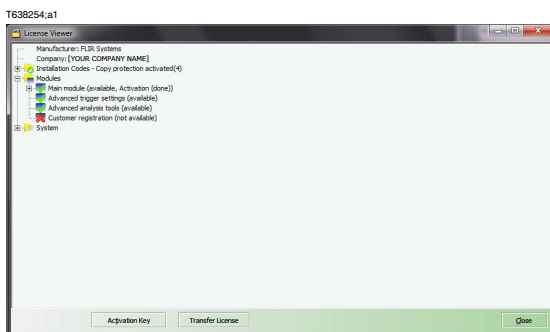 T638254;a1
License Viewer
Manufacturer: FLIR Systems
Company: [YOUR COMPANY NAME]
Installation Codes - Copy protection activated(4)
Modules
Main module (available, Activation (done))
Advanced trigger settings (available)
Advanced analysis tools (available)
Customer registration (not available)
System
Activation Key Transfer License Close